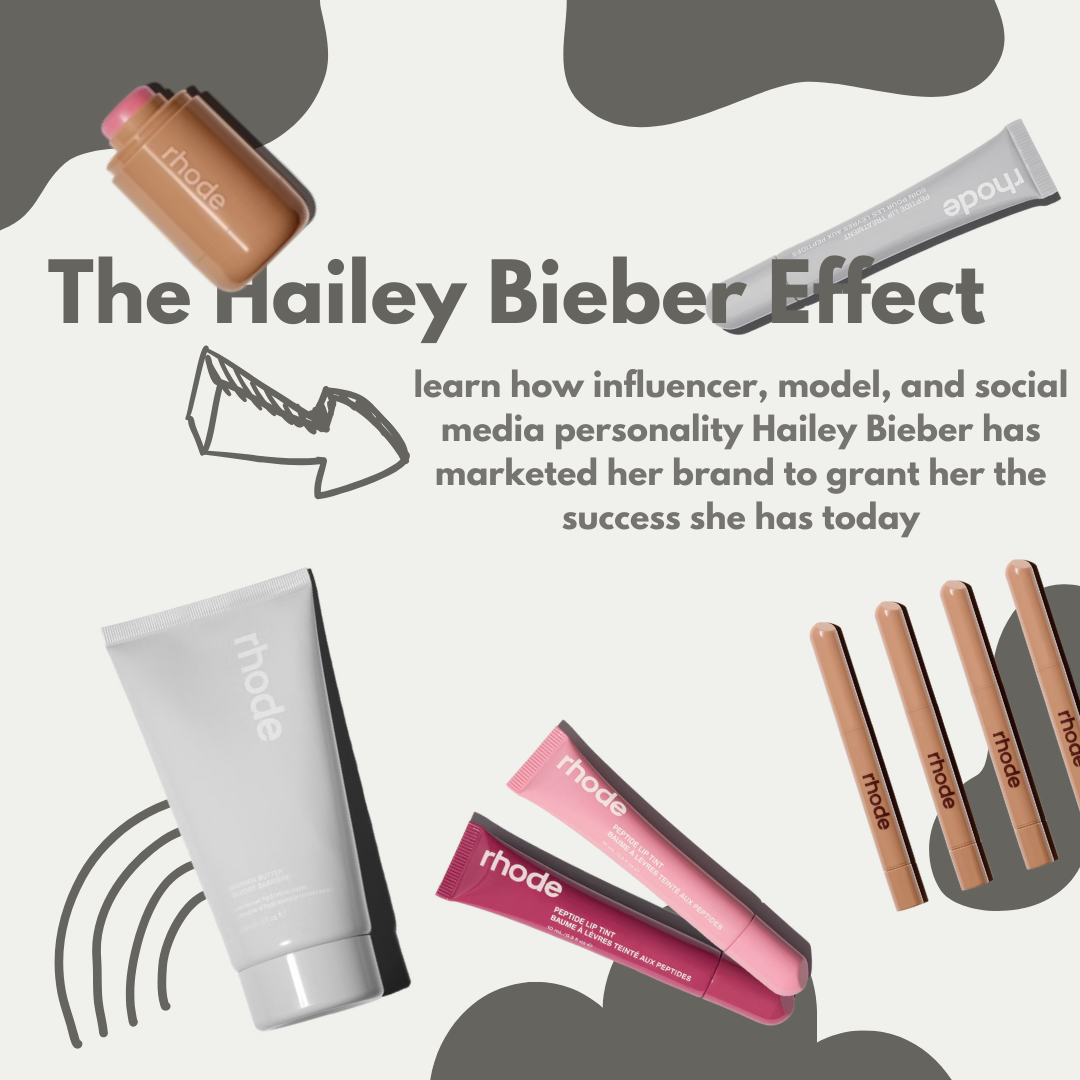 rhode
rhode
PEPTIDE LIP TREATMENT
SOIN POUR LES LÈVRES AUX PEPTIDES
The Hailey Bieber Effect
learn how influencer, model, and social
media personality Hailey Bieber has
marketed her brand to grant her the
success she has today
rhode
BARRIER BUTTER
rhode
PEPTIDE LIP TINT
BAUME À LÈVRES TEINTÉ AUX PEPTIDES
rhode
PEPTIDE LIP TINT
BAUME À LÈVRES TEINTÉ AUX PEPTIDES
rhode
rhode
rhode
rhode